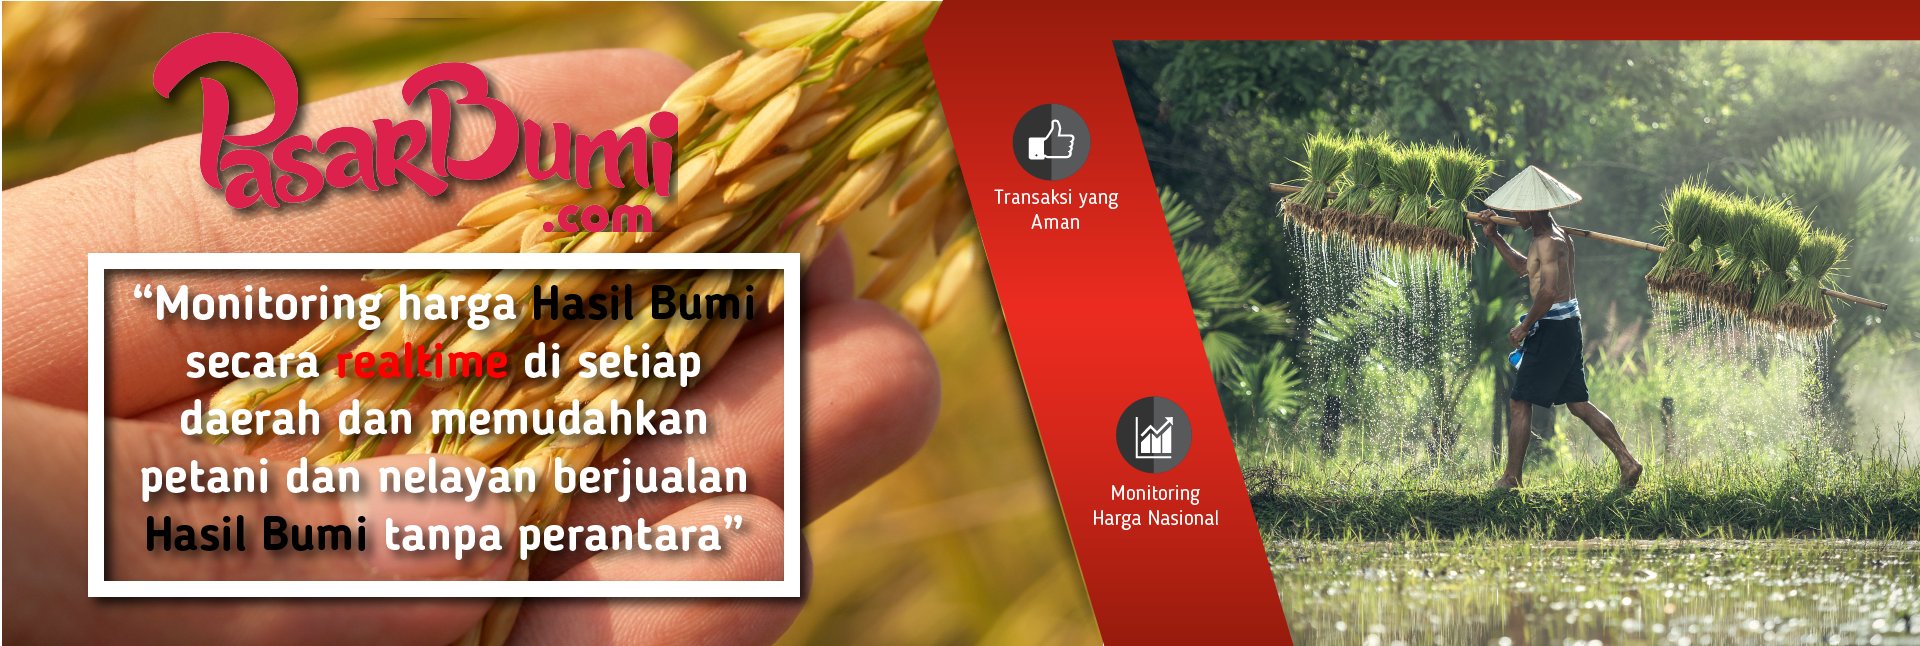 PasarBumi
.com
“Monitoring harga Hasil Bumi
secara realtime di setiap
daerah dan memudahkan
petani dan nelayan berjualan
Hasil Bumi tanpa perantara”
Transaksi yang
Aman
Monitoring
Harga Nasional